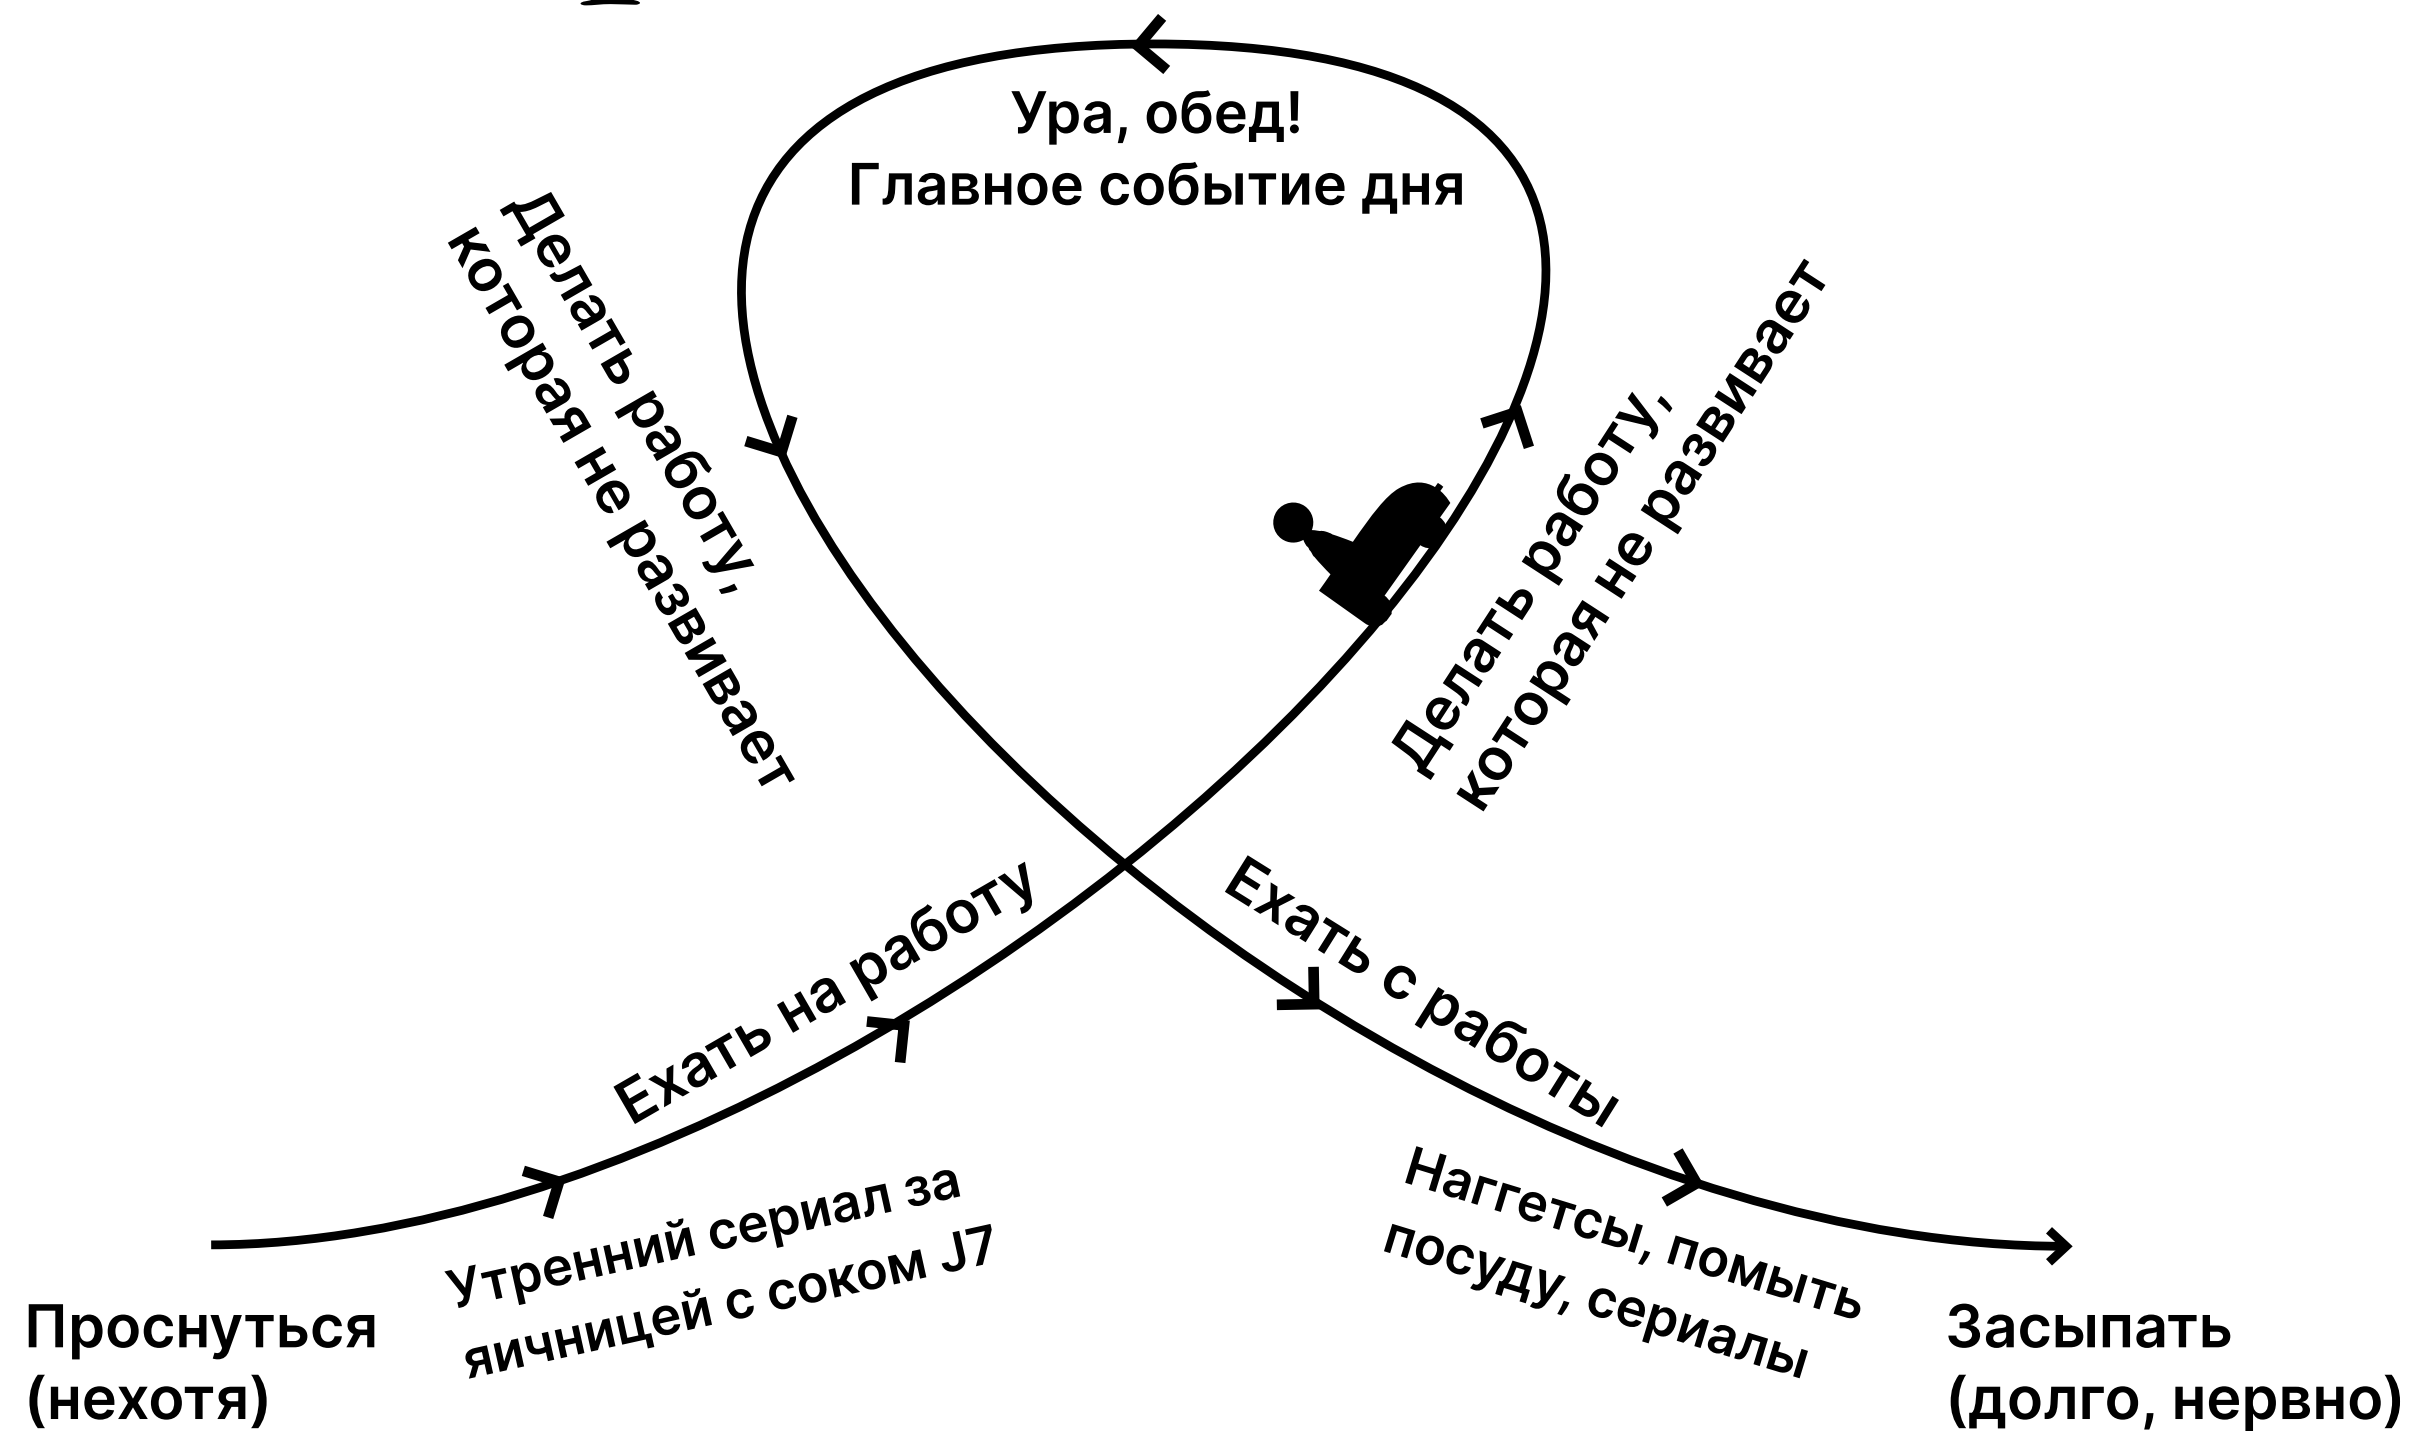 Ура, обед!
Главное событие дня
Делать работу,
которая не развивает
Делать работу,
которая не развивает
Ехать на работу
Ехать с работы
Утренний сериал за
яичницей с соком J7
Наггетсы, помыть
посуду, сериалы
Проснуться
(нехотя)
Засыпать
(долго, нервно)